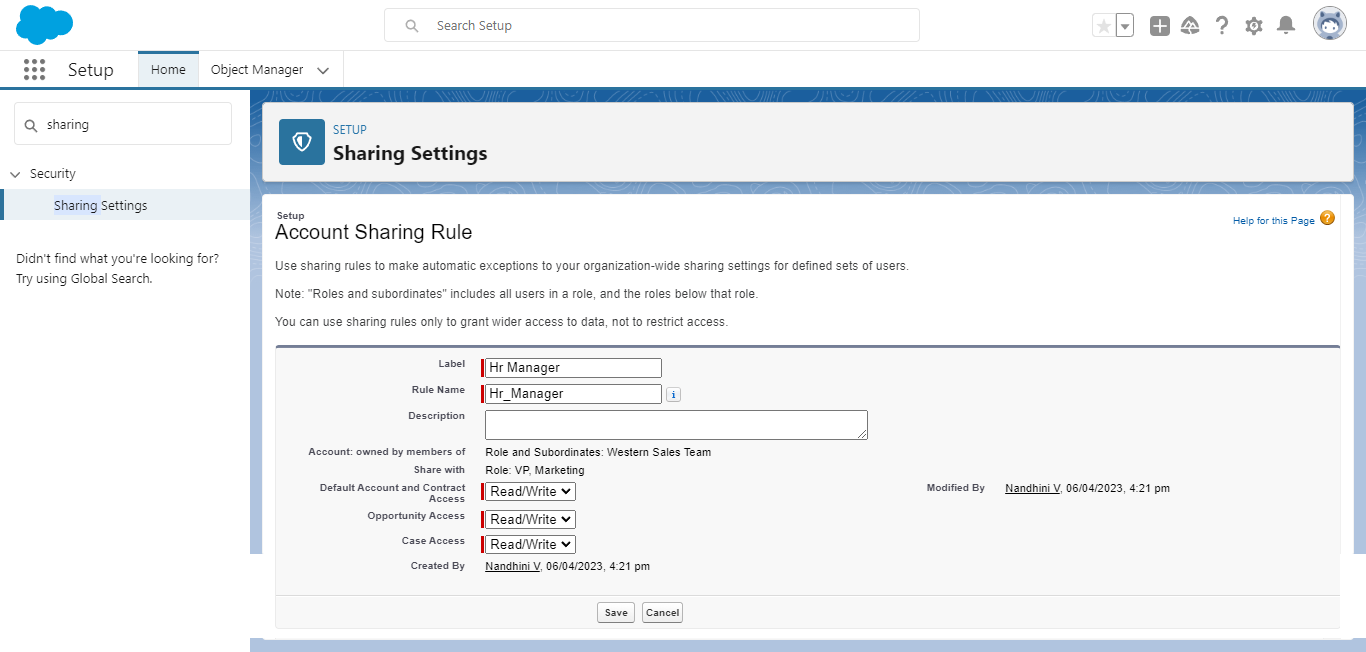 Search Setup
Setup
Home
Object Manager
sharing
Security
Sharing Settings
Didn't find what you're looking for?
Try using Global Search.
SETUP
Sharing Settings
Setup
Account Sharing Rule
Help for this Page ?
Use sharing rules to make automatic exceptions to your organization-wide sharing settings for defined sets of users.
Note: "Roles and subordinates" includes all users in a role, and the roles below that role.
You can use sharing rules only to grant wider access to data, not to restrict access.
Label Hr Manager
Rule Name Hr_Manager i
Description
Account: owned by members of Role and Subordinates: Western Sales Team
Share with Role: VP, Marketing
Default Account and Contract
Access Read/Write Modified By Nandhini V, 06/04/2023, 4:21 pm
Opportunity Access Read/Write
Case Access Read/Write
Created By Nandhini V, 06/04/2023, 4:21 pm
Save Cancel